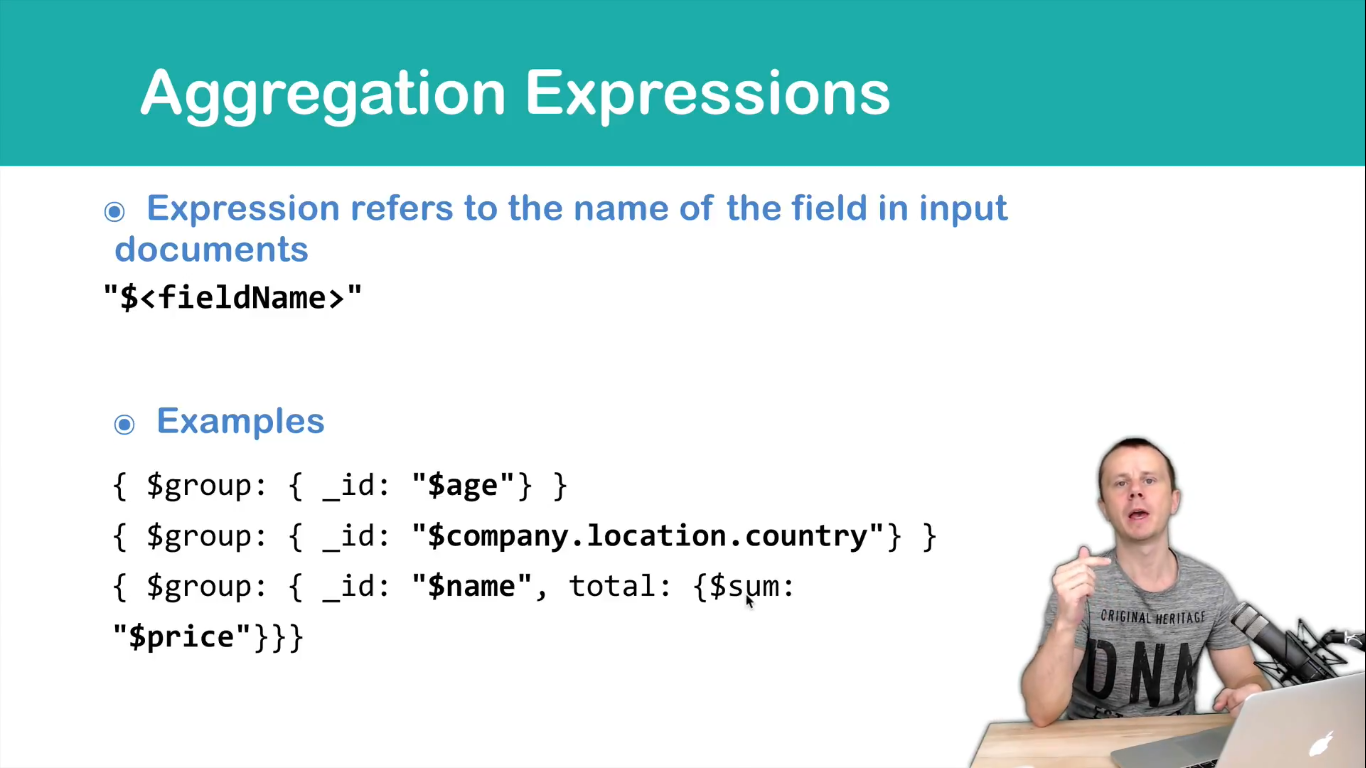 Aggregation Expressions
Expression refers to the name of the field in input
documents
"$<fieldName>"
Examples
{ $group: { _id: "$age"} }
{ $group: { _id: "$company.location.country"} }
{ $group: { _id: "$name", total: {$sum:
"$price"}}}
ORIGINAL HERITAGE